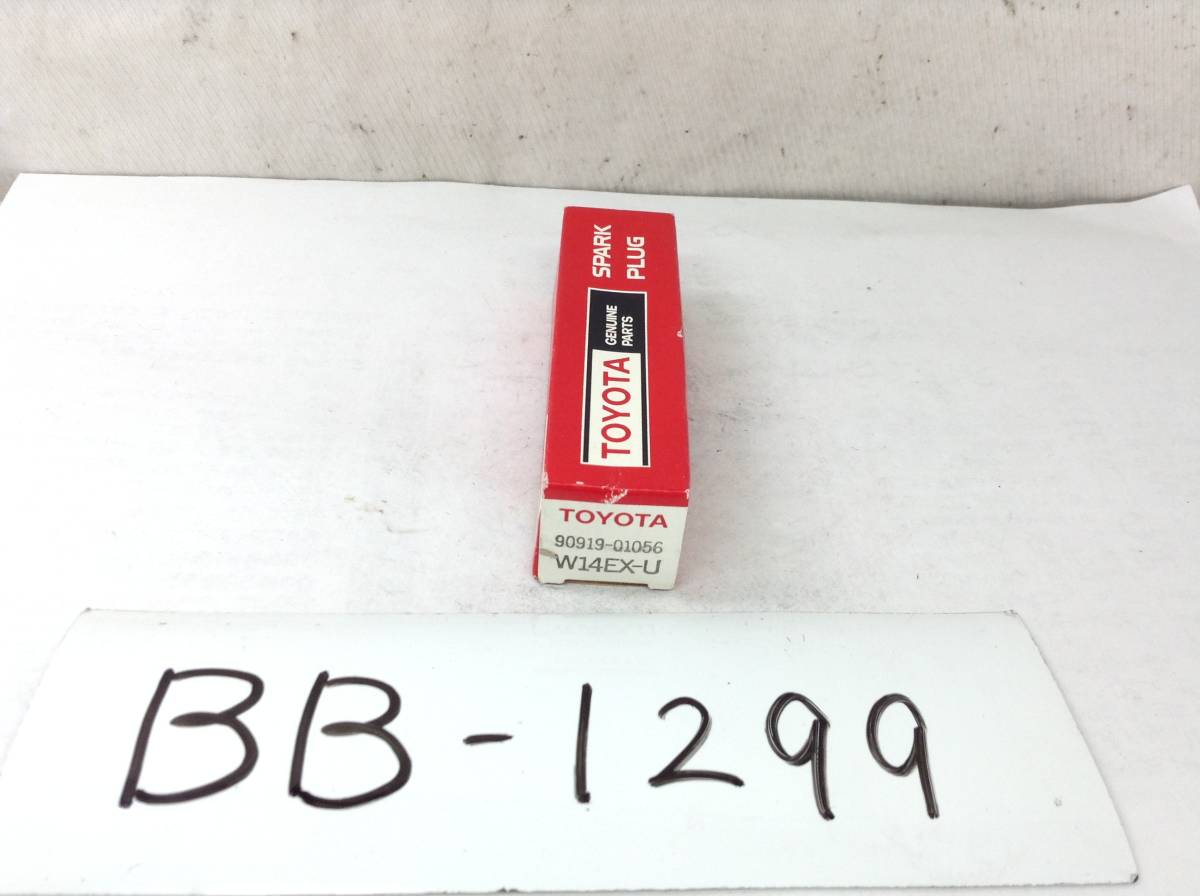 SPARK
PLUG
TOYOTA GENUINE
PARTS
TOYOTA
90919-01056
W14EX-U
BB-1299